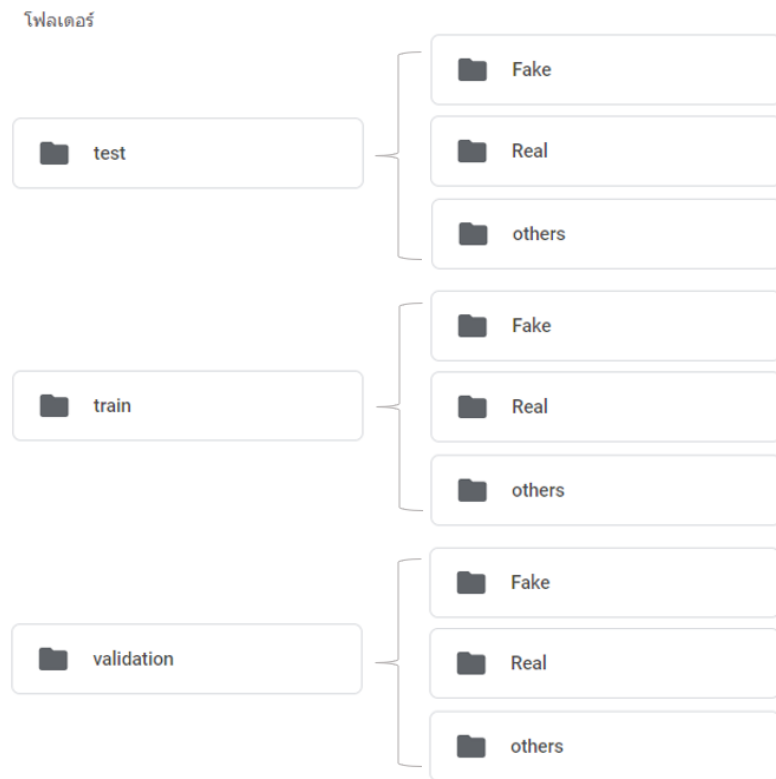 โฟลเดอร์
test
Fake
Real
others
train
Fake
Real
others
validation
Fake
Real
others